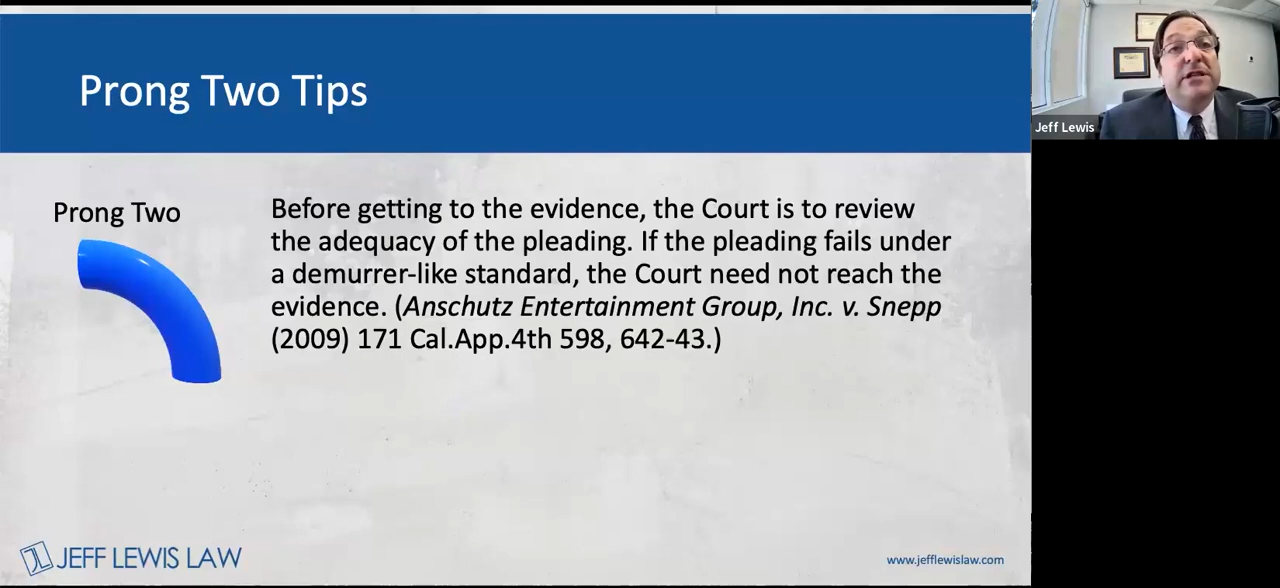 Prong Two Tips
Jeff Lewis
Prong Two
Before getting to the evidence, the Court is to review
the adequacy of the pleading. If the pleading fails under
a demurrer-like standard, the Court need not reach the
evidence. (Anschutz Entertainment Group, Inc. v. Snepp
(2009) 171 Cal.App.4th 598, 642-43.)
JEFF LEWIS LAW
www.jefflewislaw.com